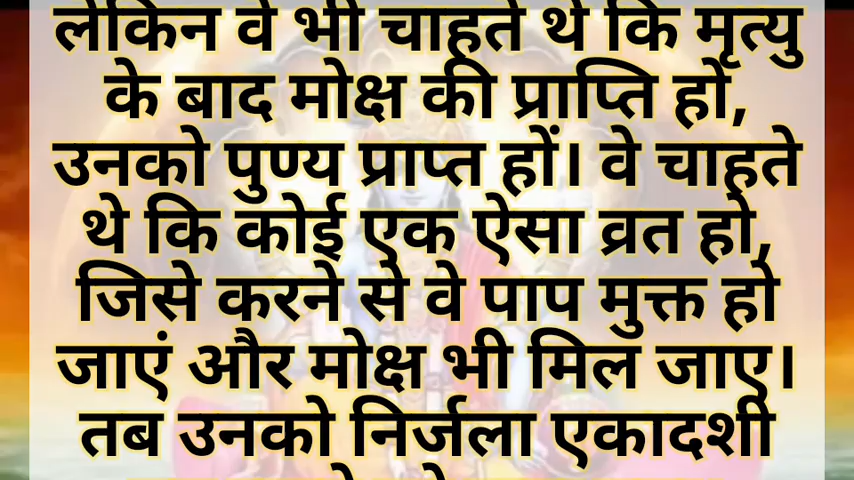 लेकिन वे भी चाहते थे कि मृत्यु
के बाद मोक्ष की प्राप्ति हो,
उनको पुण्य प्राप्त हों। वे चाहते
थे कि कोई एक ऐसा व्रत हो,
जिसे करने से वे पाप मुक्त हो
जाएं और मोक्ष भी मिल जाए।
तब उनको निर्जला एकादशी